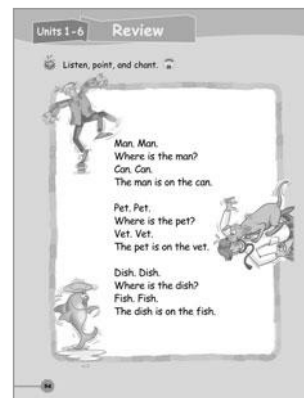 Units 1-6
Review
Listen, point, and chant.
Man. Man.
Where is the man?
Can. Can.
The man is on the can.
Pet. Pet.
Where is the pet?
Vet. Vet.
The pet is on the vet.
Dish. Dish.
Where is the dish?
Fish. Fish.
The dish is on the fish.